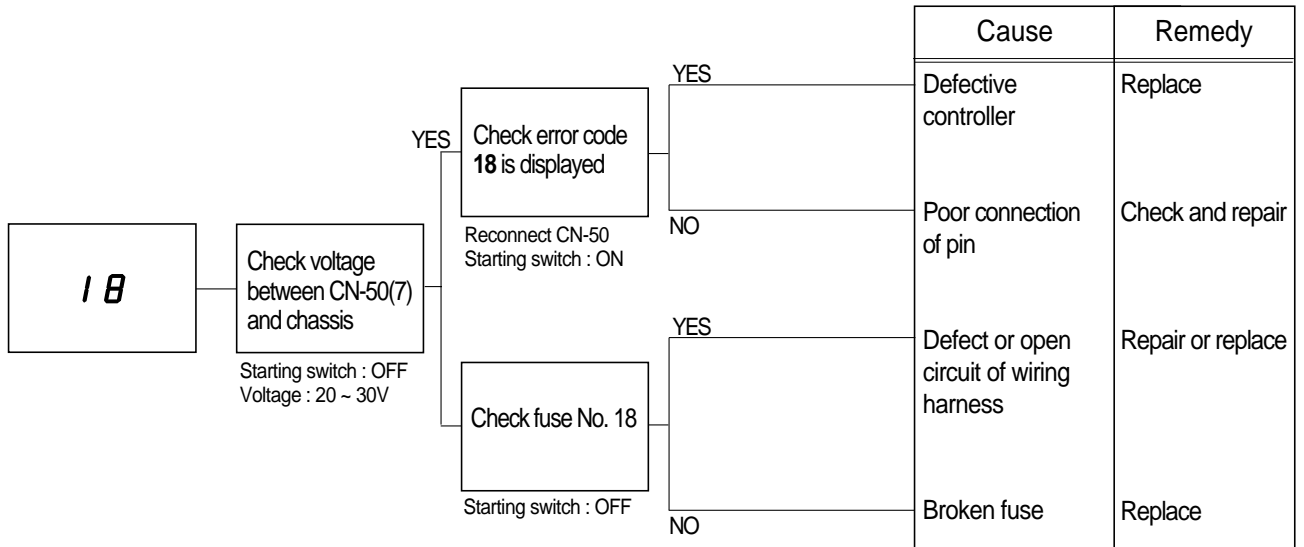 Cause
Remedy
YES
Defective
controller
Replace
YES
Check error code
18 is displayed
NO
Poor connection
of pin
Check and repair
Reconnect CN-50
Starting switch : ON
18
Check voltage
between CN-50(7)
and chassis
Starting switch : OFF
Voltage : 20 ~ 30V
YES
Defect or open
circuit of wiring
harness
Repair or replace
Check fuse No. 18
Starting switch : OFF
NO
Broken fuse
Replace